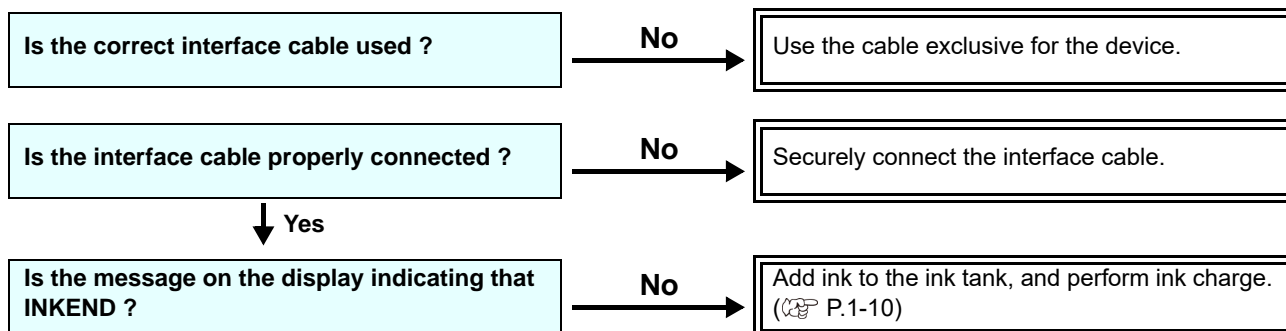 Is the correct interface cable used ?
No
Use the cable exclusive for the device.
Is the interface cable properly connected ?
No
Securely connect the interface cable.
Yes
Is the message on the display indicating that
INKEND ?
No
Add ink to the ink tank, and perform ink charge.
(☞ P.1-10)